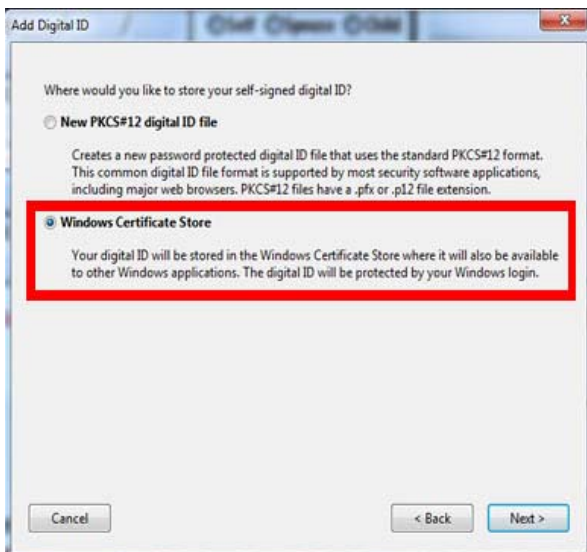 Add Digital ID
Self Spouse Child
Where would you like to store your self-signed digital ID?
New PKCS#12 digital ID file
Creates a new password protected digital ID file that uses the standard PKCS#12 format.
This common digital ID file format is supported by most security software applications,
including major web browsers. PKCS#12 files have a .pfx or .p12 file extension.
Windows Certificate Store
Your digital ID will be stored in the Windows Certificate Store where it will also be available
to other Windows applications. The digital ID will be protected by your Windows login.
Cancel
< Back
Next >